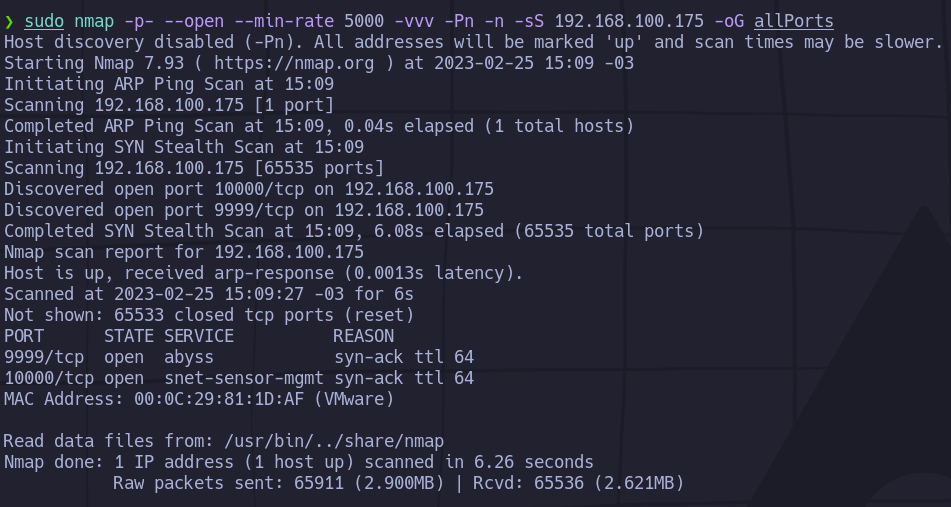 ❯ sudo nmap -p- --open --min-rate 5000 -vvv -Pn -n -sS 192.168.100.175 -oG allPorts
Host discovery disabled (-Pn). All addresses will be marked 'up' and scan times may be slower.
Starting Nmap 7.93 ( https://nmap.org ) at 2023-02-25 15:09 -03
Initiating ARP Ping Scan at 15:09
Scanning 192.168.100.175 [1 port]
Completed ARP Ping Scan at 15:09, 0.04s elapsed (1 total hosts)
Initiating SYN Stealth Scan at 15:09
Scanning 192.168.100.175 [65535 ports]
Discovered open port 10000/tcp on 192.168.100.175
Discovered open port 9999/tcp on 192.168.100.175
Completed SYN Stealth Scan at 15:09, 6.08s elapsed (65535 total ports)
Nmap scan report for 192.168.100.175
Host is up, received arp-response (0.0013s latency).
Scanned at 2023-02-25 15:09:27 -03 for 6s
Not shown: 65533 closed tcp ports (reset)
PORT      STATE SERVICE          REASON
9999/tcp  open  abyss            syn-ack ttl 64
10000/tcp open  snet-sensor-mgmt syn-ack ttl 64
MAC Address: 00:0C:29:81:1D:AF (VMware)

Read data files from: /usr/bin/../share/nmap
Nmap done: 1 IP address (1 host up) scanned in 6.26 seconds
           Raw packets sent: 65911 (2.900MB) | Rcvd: 65536 (2.621MB)